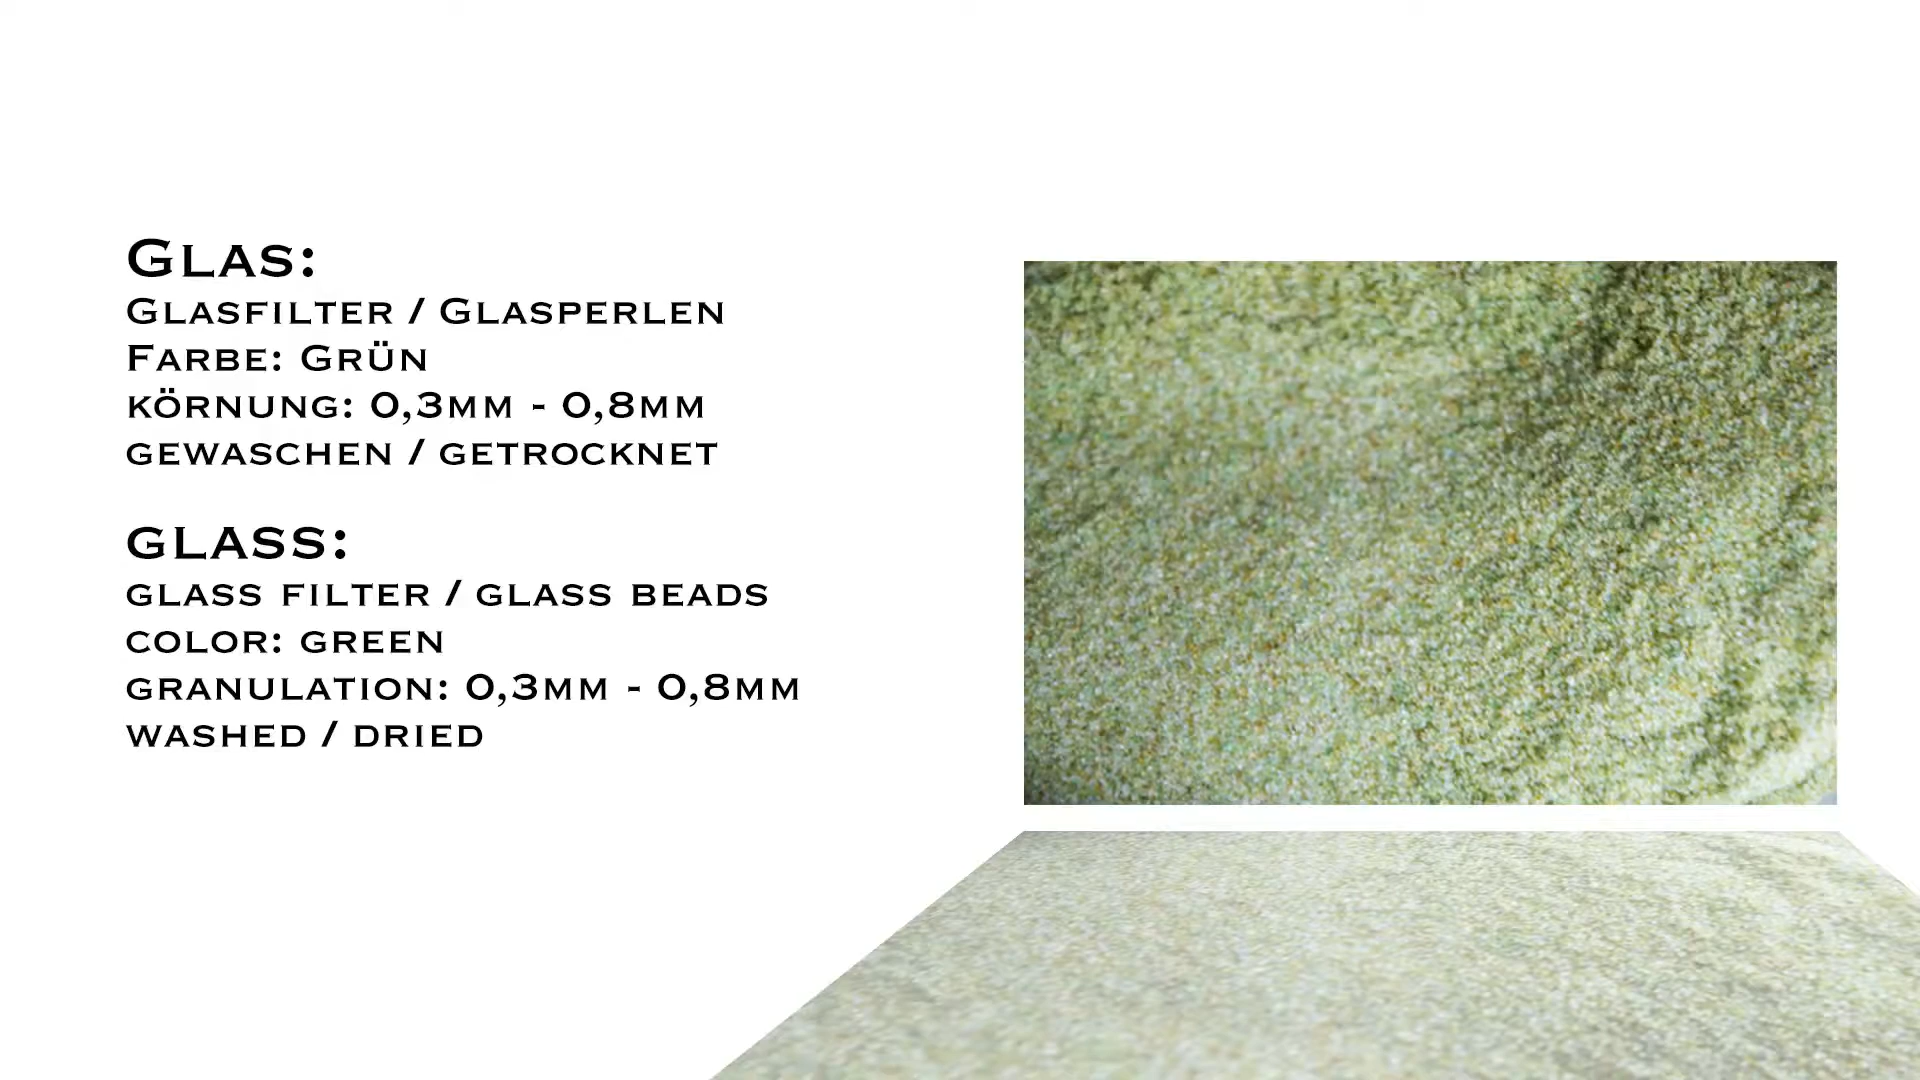 Glas:
Glasfilter / Glasperlen
Farbe: Grün
körnung: 0,3mm - 0,8mm
gewaschen / getrocknet
glass:
glass filter / glass beads
color: green
granulation: 0,3mm - 0,8mm
washed / dried